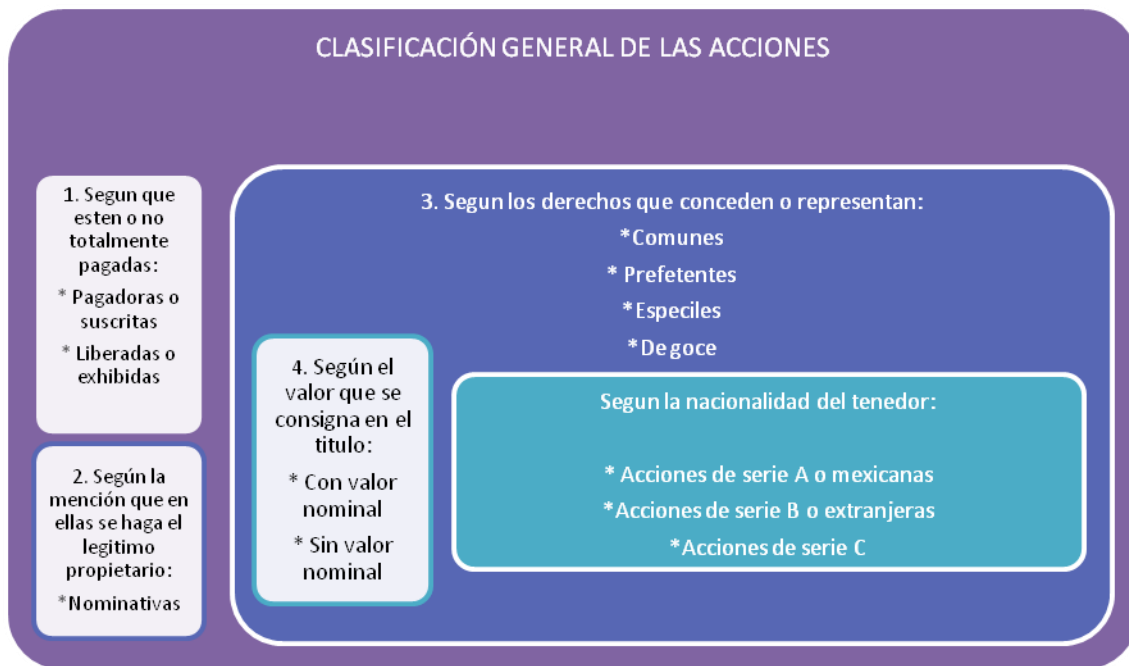 CLASIFICACIÓN GENERAL DE LAS ACCIONES
1. Segun que
esten o no
totalmente
pagadas:
* Pagadoras o
suscritas
* Liberadas o
exhibidas
2. Según la
mención que en
ellas se haga el
legitimo
propietario:
*Nominativas
3. Segun los derechos que conceden o representan:
*Comunes
* Prefetentes
*Especiles
*De goce
4. Según el
valor que se
consigna en el
titulo:
* Con valor
nominal
* Sin valor
nominal
Segun la nacionalidad del tenedor:
* Acciones de serie A o mexicanas
*Acciones de serie B o extranjeras
*Acciones de serie C